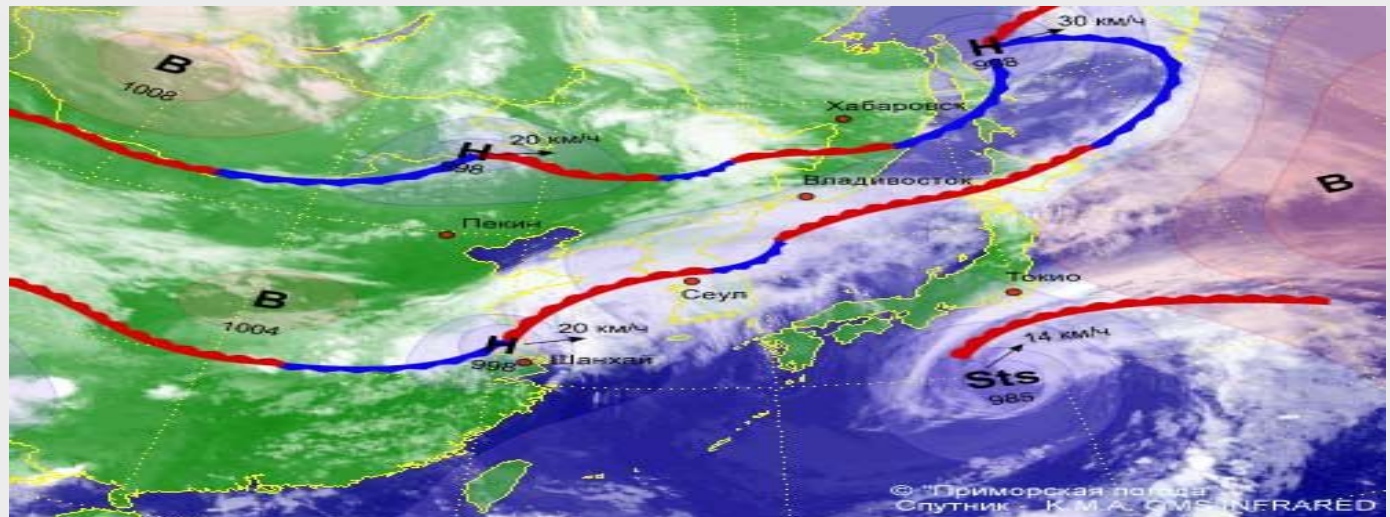 30 км/ч
Н
988
В
1008
Хабаровск
20 км/ч
Н
998
Владивосток
В
Пекин
Токио
В
1004
Сеул
20 км/ч
Н
998
Шанхай
14 км/ч
Sts
985
© "Приморская погода"
Спутник - К.М.А. GMS INFRARED